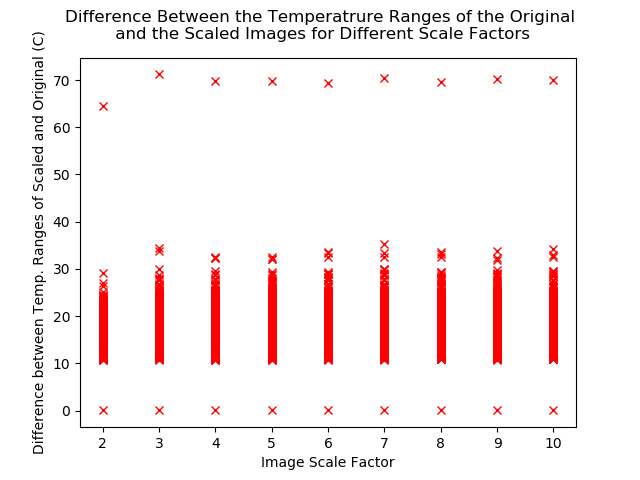 Difference Between the Temperatrure Ranges of the Original
and the Scaled Images for Different Scale Factors
Difference between Temp. Ranges of Scaled and Original (C)
70
60
50
40
30
20
10
0
2 3 4 5 6 7 8 9 10
Image Scale Factor